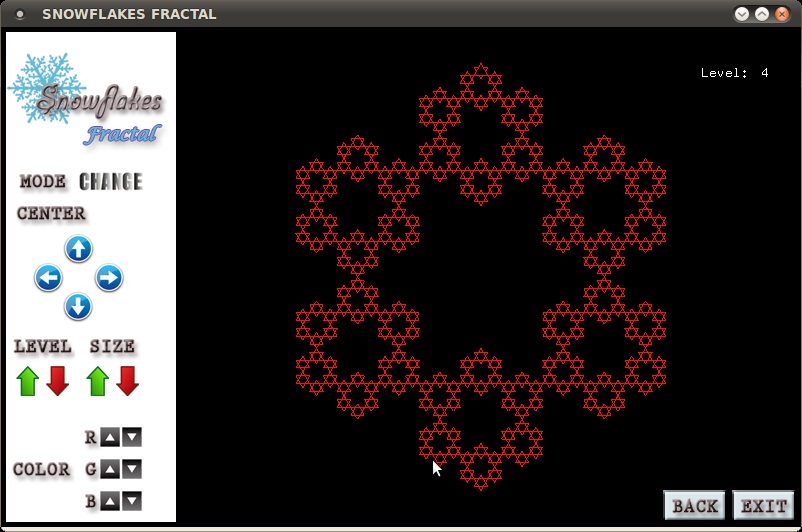 SNOWFLAKES FRACTAL
Snowflakes
Fractal
Level: 4
MODE CHANGE
CENTER
LEVEL SIZE
R
COLOR G
B
BACK EXIT